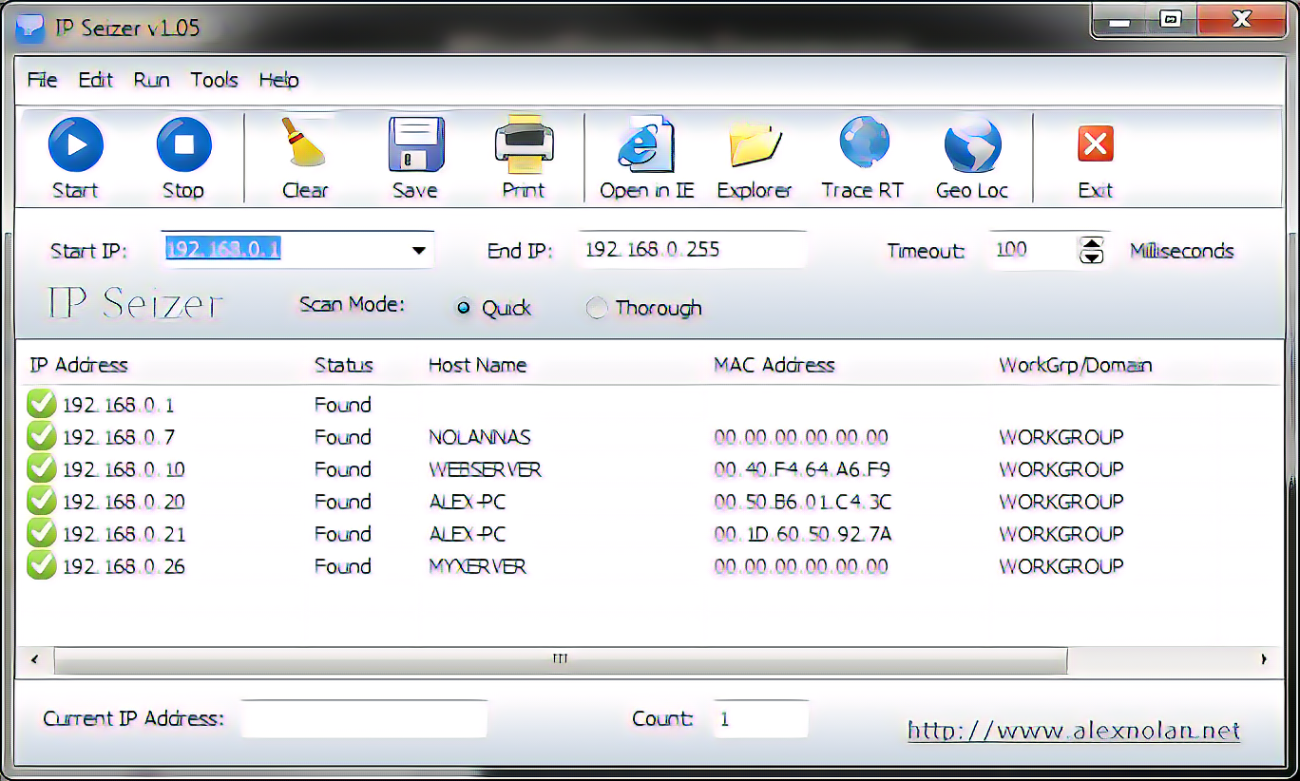 IP Seizer v1.05
File Edit Run Tools Help
Start Stop Clear Save Print Open in IE Explorer Trace RT Geo Loc Exit
Start IP: 192.168.0.1 End IP: 192.168.0.255 Timeout: 100 Milliseconds
IP Seizer Scan Mode: Quick Thorough
IP Address Status Host Name MAC Address WorkGrp/Domain
192.168.0.1 Found
192.168.0.7 Found NOLANNAS 00.00.00.00.00.00 WORKGROUP
192.168.0.10 Found WEBSERVER 00.40.F4.64.A6.F9 WORKGROUP
192.168.0.20 Found ALEX-PC 00.50.B6.01.C4.3C WORKGROUP
192.168.0.21 Found ALEX-PC 00.1D.60.50.92.7A WORKGROUP
192.168.0.26 Found MYXERVER 00.00.00.00.00.00 WORKGROUP
Current IP Address: Count: 1 http://www.alexnolan.net